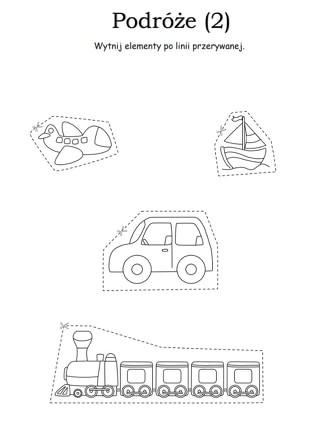 Podróże (2)
Wytnij elementy po linii przerywanej.